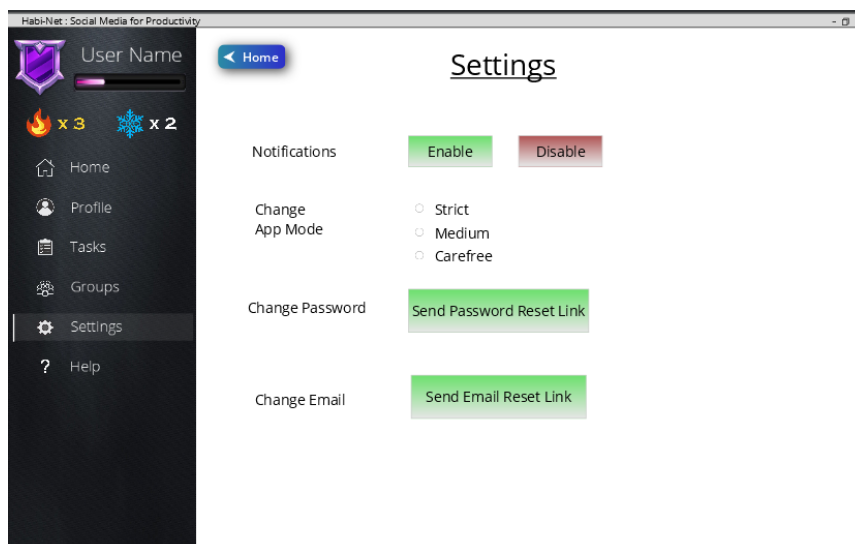 Habi-Net : Social Media for Productivity
User Name
x 3 x 2
Home
Profile
Tasks
Groups
Settings
? Help
Home
Settings
Notifications Enable Disable
Change
App Mode
Strict
Medium
Carefree
Change Password Send Password Reset Link
Change Email Send Email Reset Link